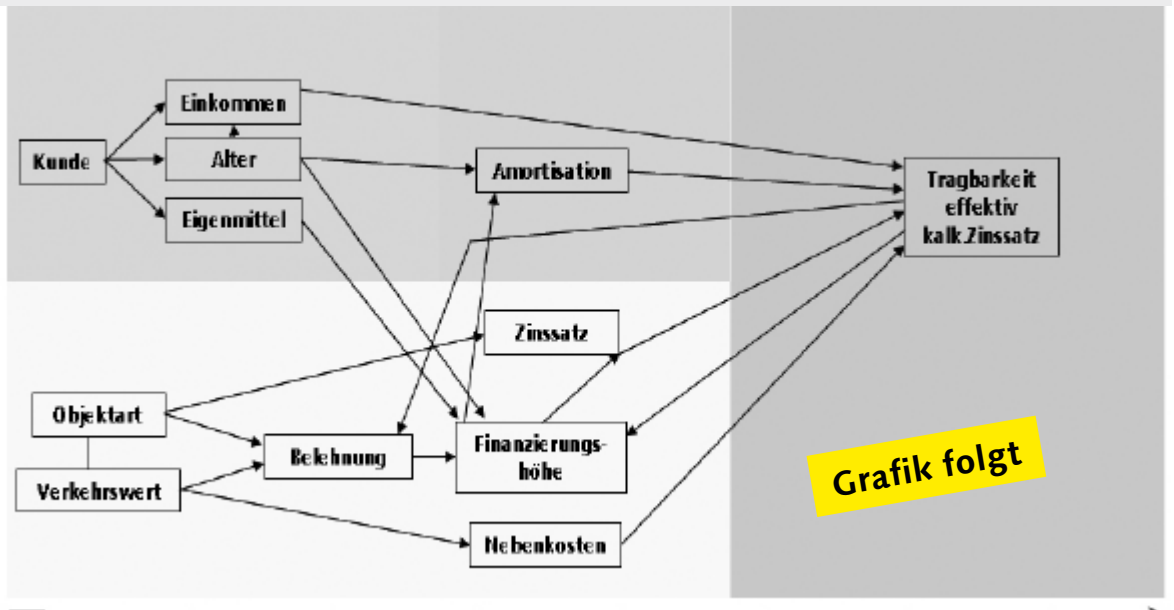 Einkommen
Kunde
Alter
Eigenmittel
Amortisation
Tragbarkeit
effektiv
kalk.Zinssatz
Zinssatz
Objektart
Verkehrswert
Belehnung
Finanzierungs-
höhe
Nebenkosten
Grafik folgt